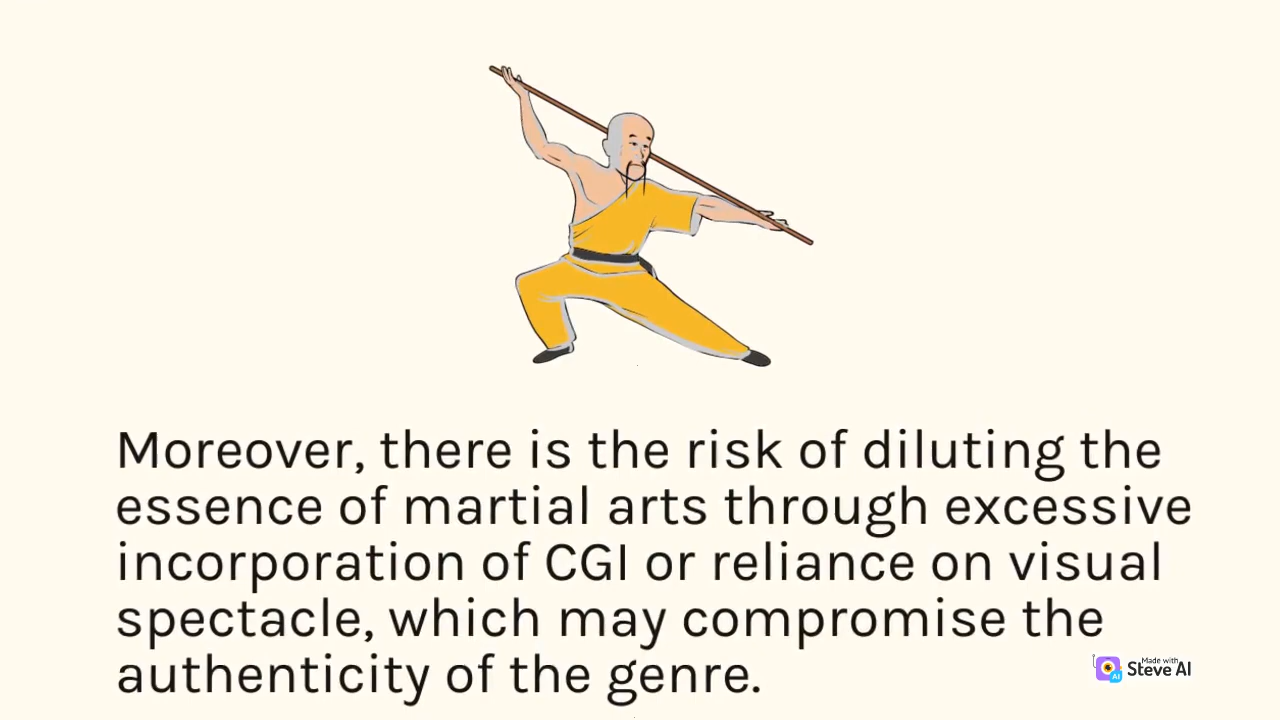 Moreover, there is the risk of diluting the
essence of martial arts through excessive
incorporation of CGI or reliance on visual
spectacle, which may compromise the
authenticity of the genre.
Made with
AI Steve AI